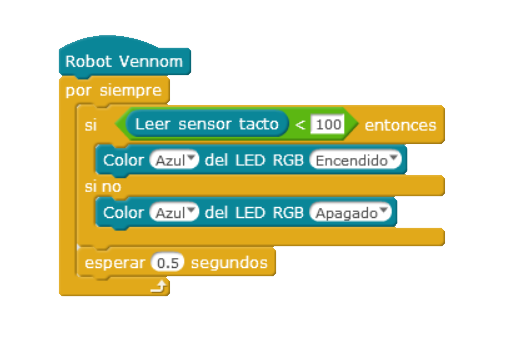 Robot Vennom
por siempre
si Leer sensor tacto < 100 entonces
Color Azul del LED RGB Encendido
si no
Color Azul del LED RGB Apagado
esperar 0.5 segundos